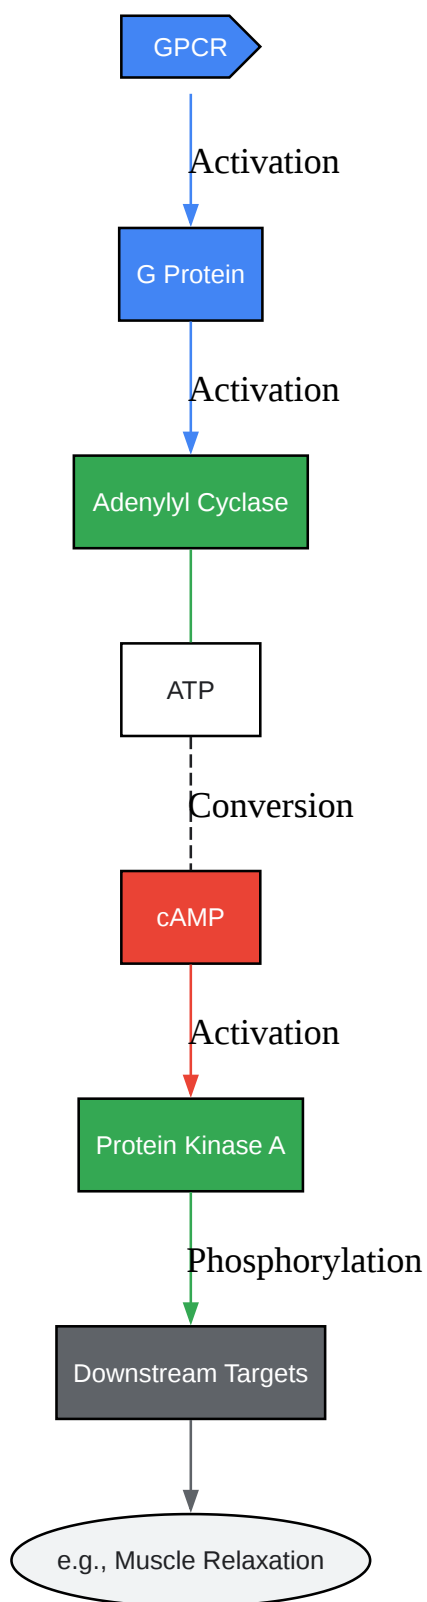 GPCR
Activation
G Protein
Activation
Adenylyl Cyclase
ATP
Conversion
cAMP
Activation
Protein Kinase A
Phosphorylation
Downstream Targets
e.g., Muscle Relaxation